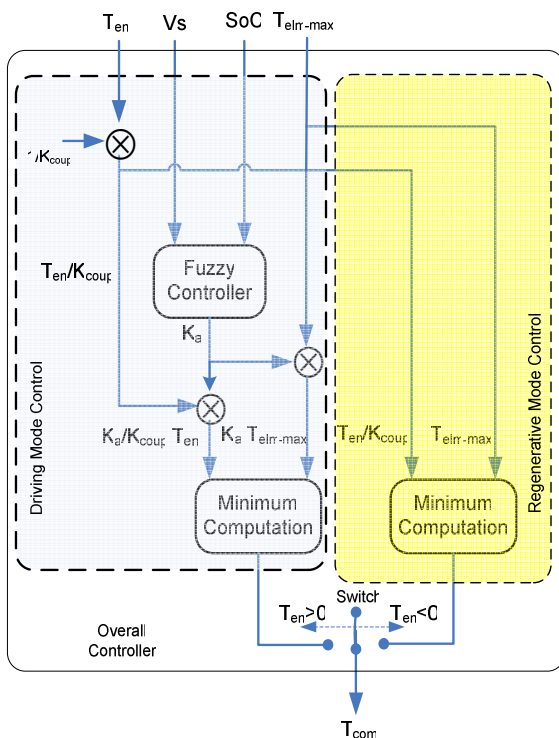 Ten Vs SoC Telm-max
1/Kcoup
Ten/Kcoup
Fuzzy
Controller
Ka
Ka/Kcoup Ten
Ka Telm-max
Minimum
Computation
Driving Mode Control
Ten/Kcoup
Telm-max
Minimum
Computation
Regenerative Mode Control
Switch
Ten>0
Ten<0
Overall
Controller
Tcom